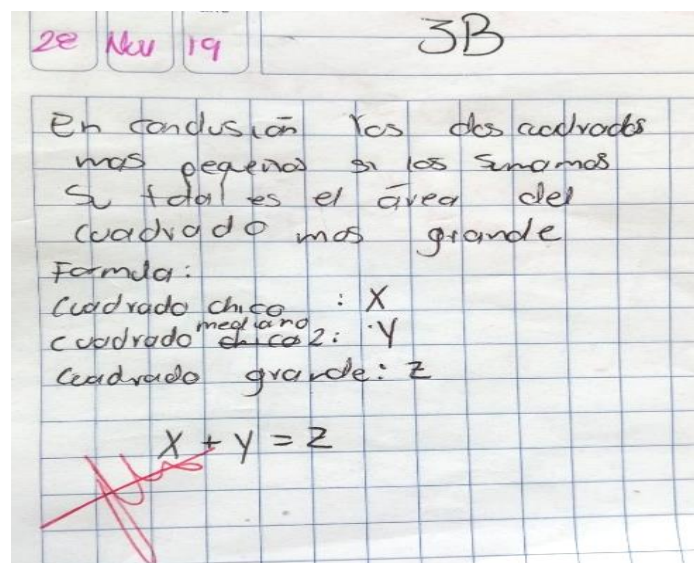 28 Nov 19
3B
En conclusión los dos cuadrados
mas pequeños si los sumamos
Su total es el área del
cuadrado mas grande
Formula:
Cuadrado chico : X
cuadrado mediano chico 2: Y
Cuadrado grande: Z
X + Y = Z